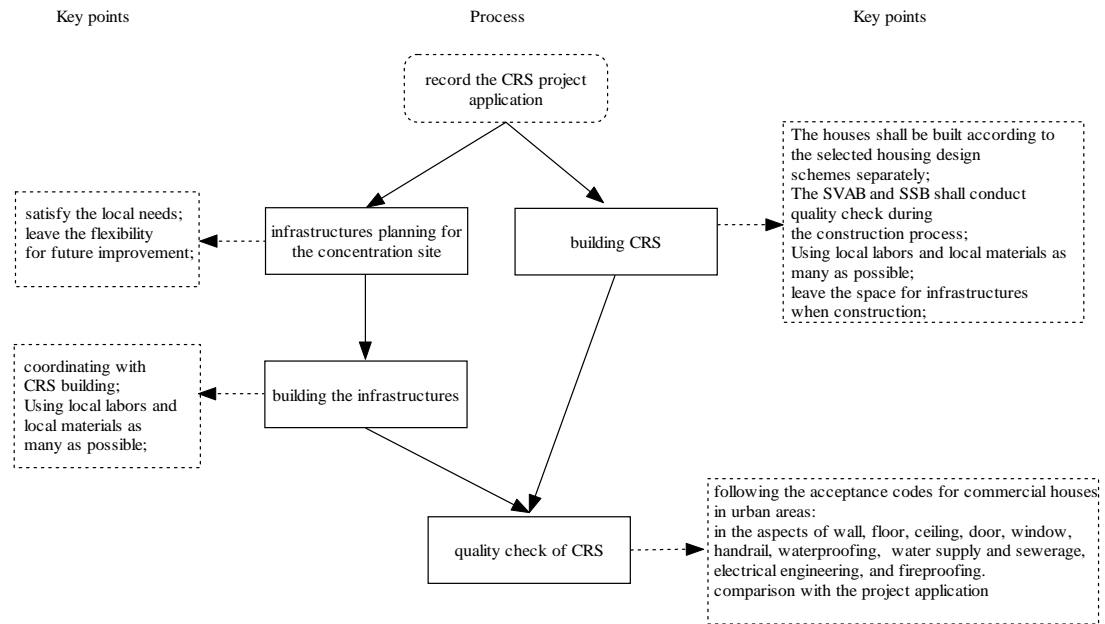 Key points
Process
Key points
record the CRS project
application
The houses shall be built according to
the selected housing design
schemes separately;
The SVAB and SSB shall conduct
quality check during
the construction process;
Using local labors and local materials as
many as possible;
leave the space for infrastructures
when construction;
satisfy the local needs;
leave the flexibility
for future improvement;
infrastructures planning for
the concentration site
building CRS
coordinating with
CRS building;
Using local labors and
local materials as
many as possible;
building the infrastructures
quality check of CRS
following the acceptance codes for commercial houses
in urban areas:
in the aspects of wall, floor, ceiling, door, window,
handrail, waterproofing, water supply and sewerage,
electrical engineering, and fireproofing.
comparison with the project application